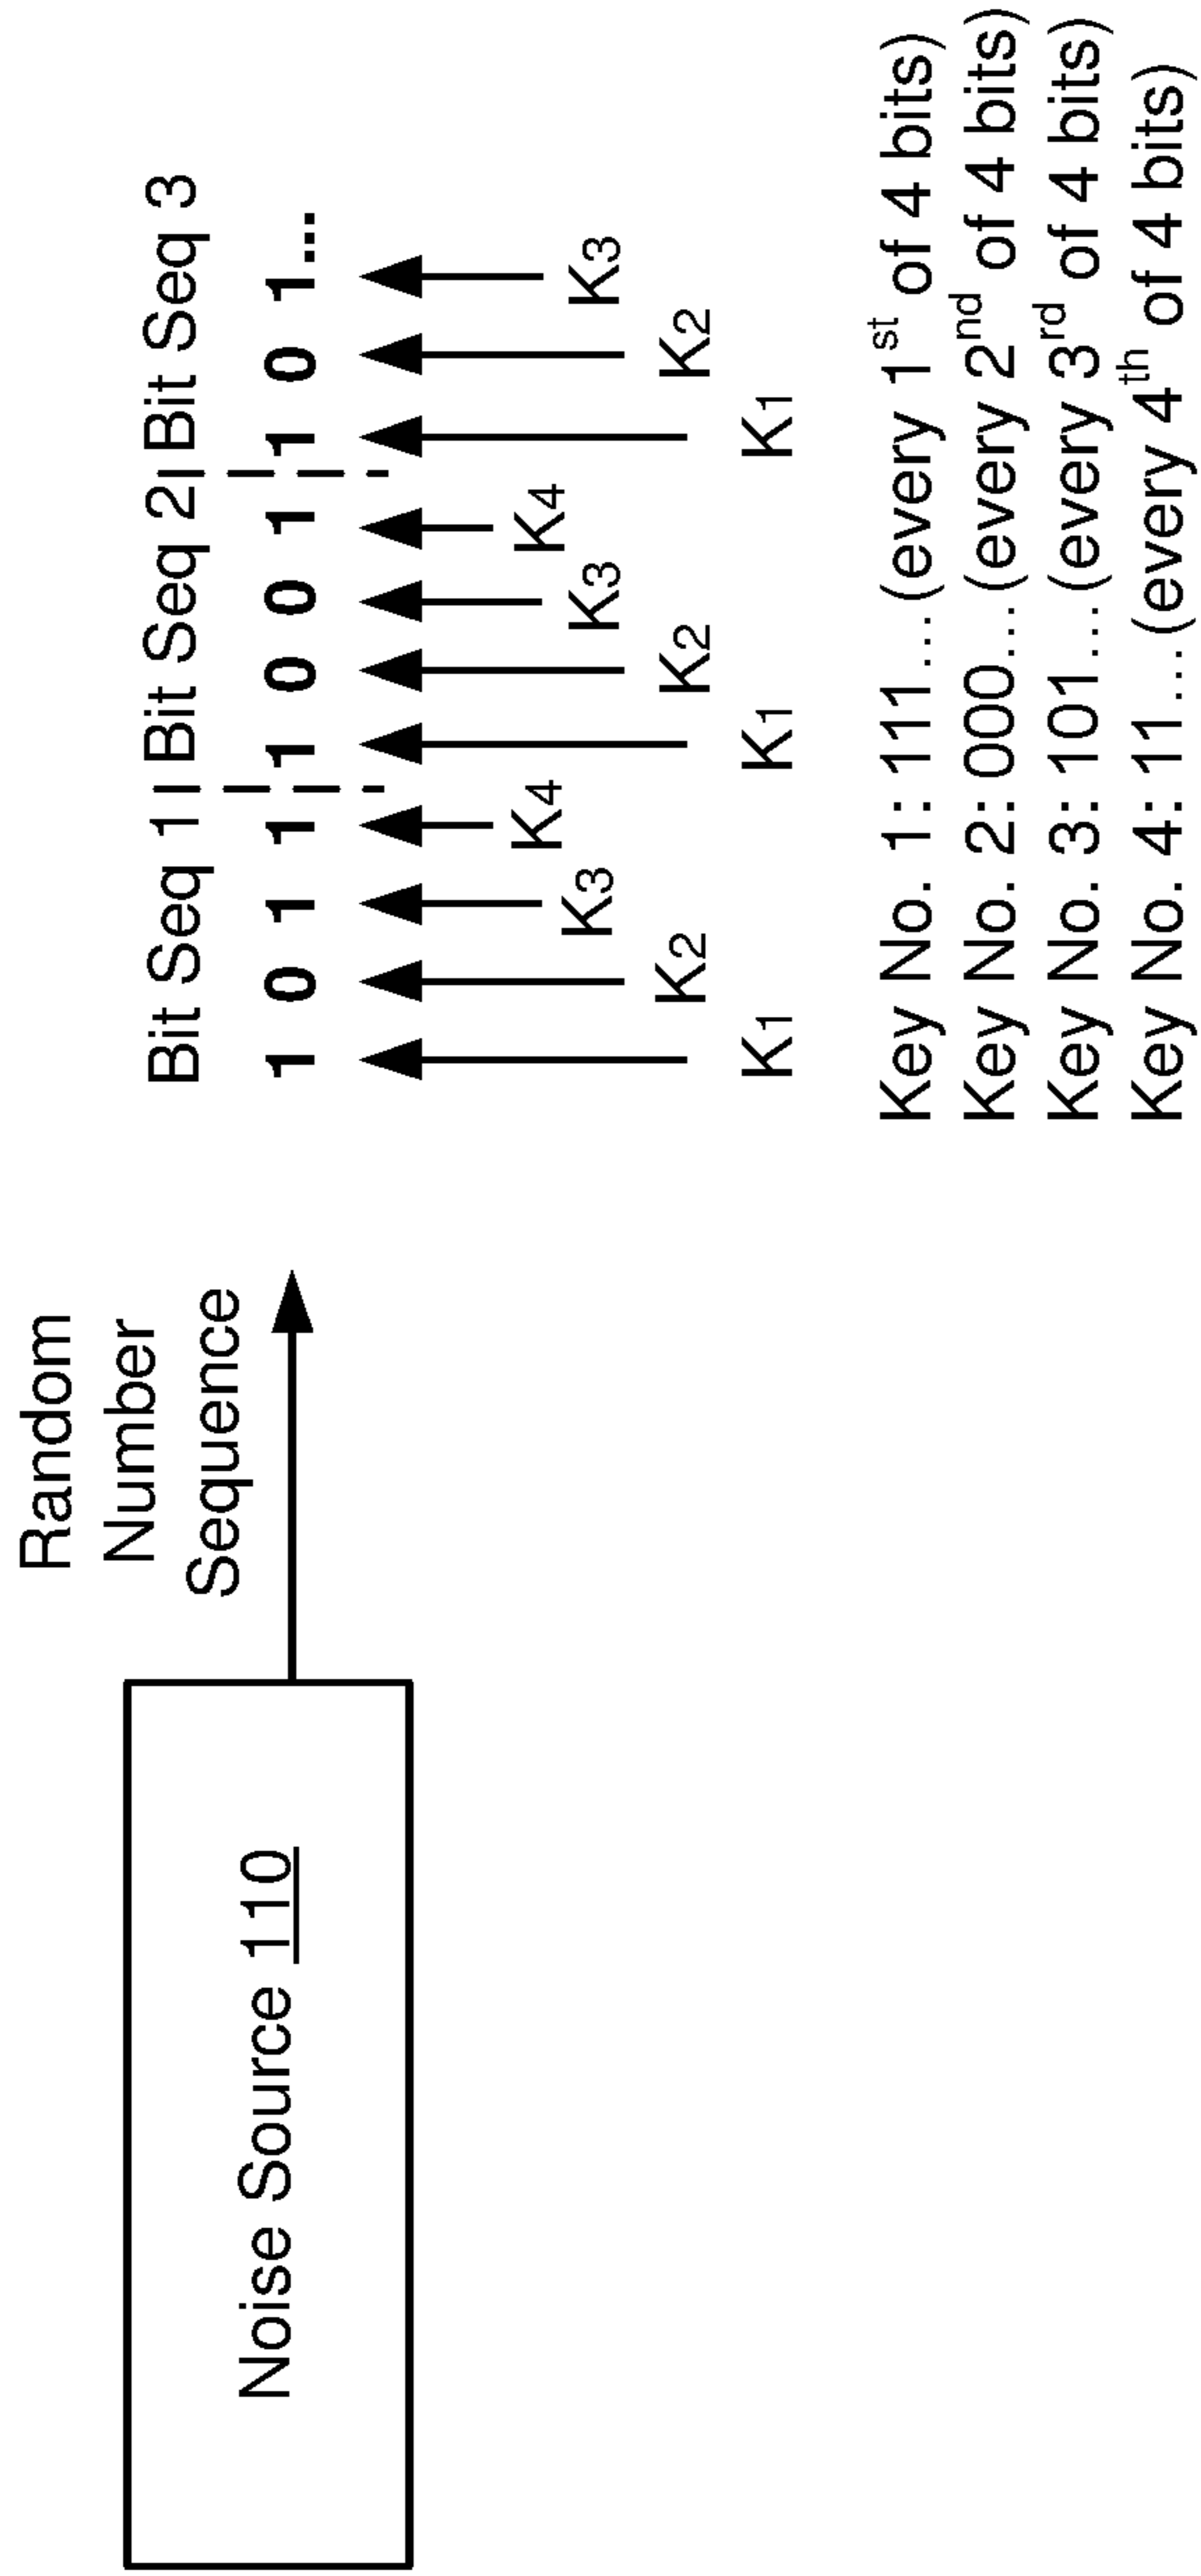 Noise Source 110
Random
Number
Sequence
Bit Seq 1 Bit Seq 2 Bit Seq 3
1 0 1 1 1 0 0 1 1 0 1...
K1 K2 K3 K4 K1 K2 K3 K4 K1 K2 K3
Key No. 1: 111...(every 1st of 4 bits)
Key No. 2: 000...(every 2nd of 4 bits)
Key No. 3: 101...(every 3rd of 4 bits)
Key No. 4: 11....(every 4th of 4 bits)